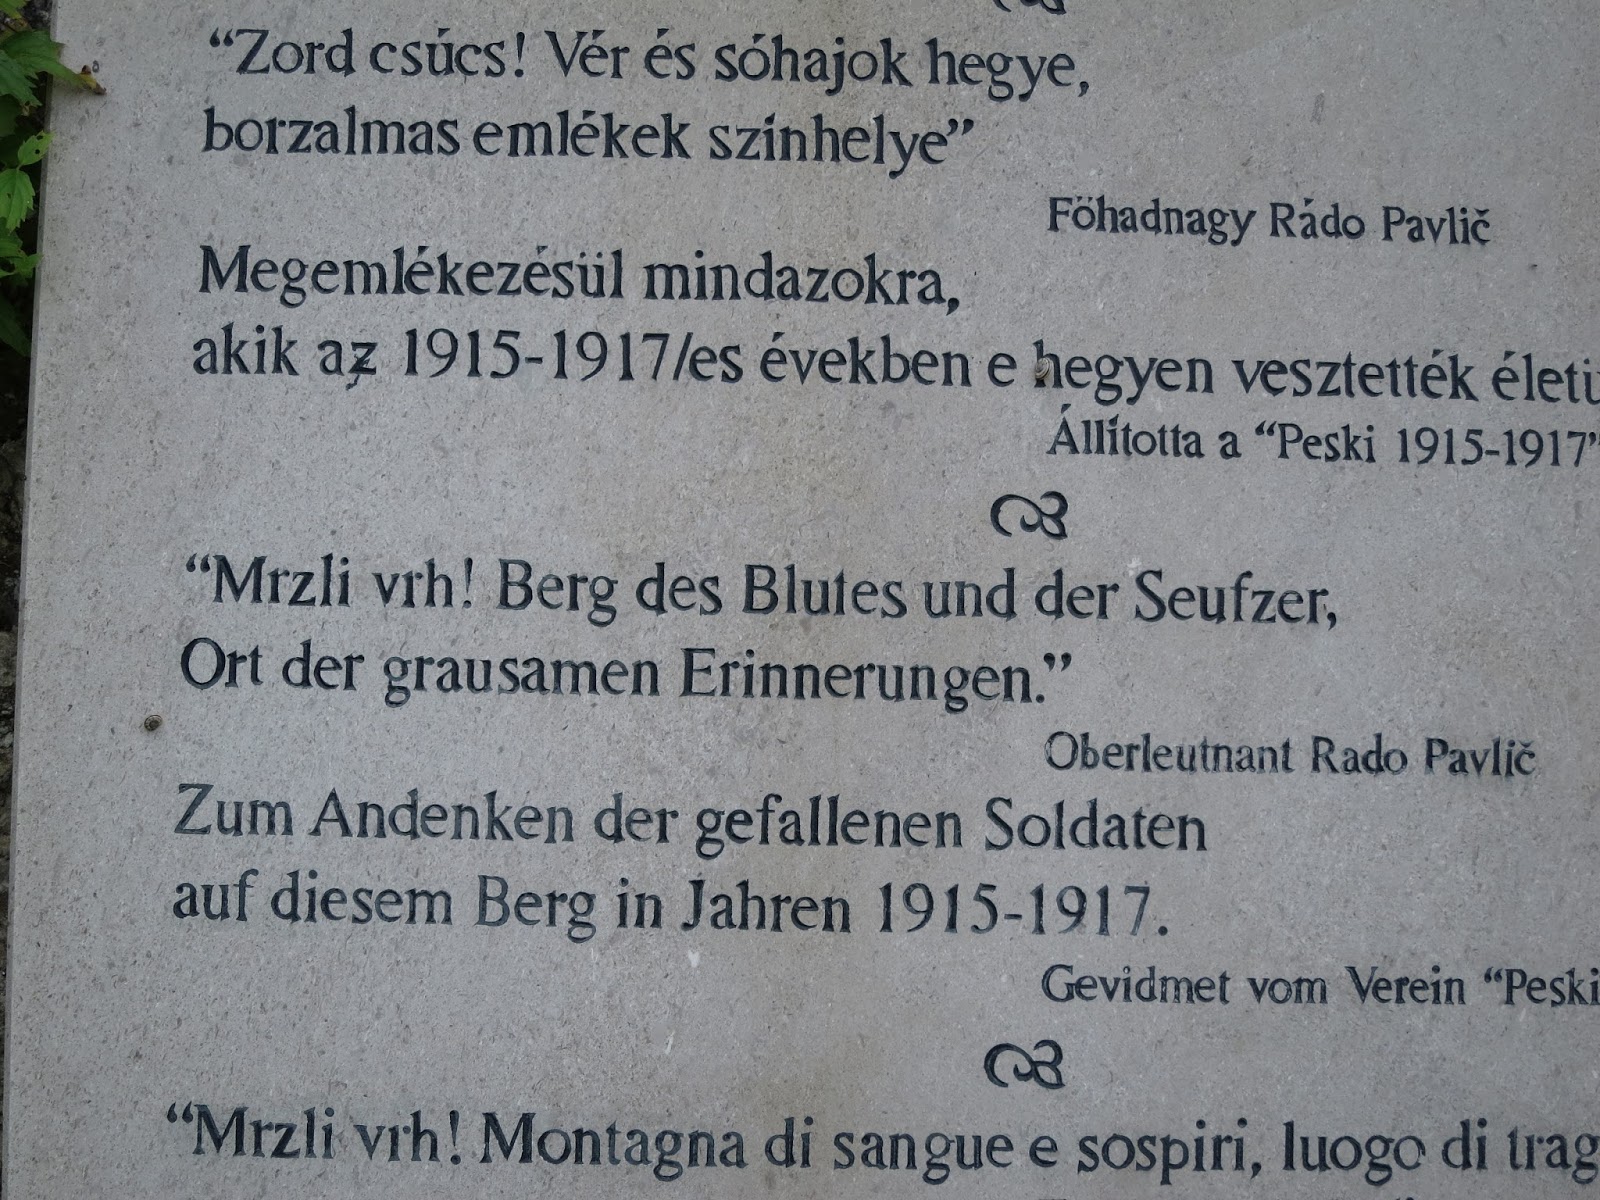 “Zord csúcs! Vér és sóhajok hegye,
borzalmas emlékek szinhelye”
Föhadnagy Rádo Pavlič
Megemlékezésül mindazokra,
akik az 1915-1917/es években e hegyen vesztették
Állította a “Peski 1915-1917”
“Mrzli vrh! Berg des Blutes und der Seufzer,
Ort der grausamen Erinnerungen.”
Oberleutnant Rado Pavlič
Zum Andenken der gefallenen Soldaten
auf diesem Berg in Jahren 1915-1917.
Gevidmet vom Verein “Peski
“Mrzli vrh! Montagna di sangue e sospiri, luogo di